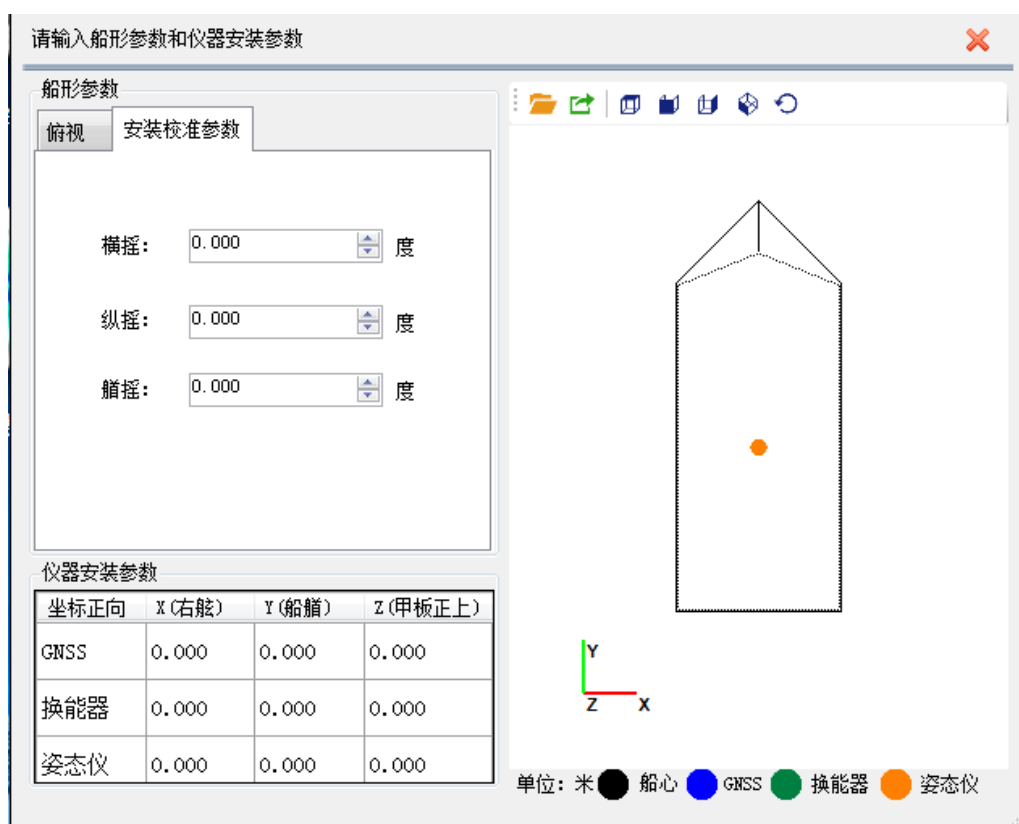 请输入船形参数和仪器安装参数
船形参数
俯视 安装校准参数
横摇: 0.000 度
纵摇: 0.000 度
艏摇: 0.000 度
仪器安装参数
坐标正向 X(右舷) Y(船艏) Z(甲板正上)
GNSS 0.000 0.000 0.000
换能器 0.000 0.000 0.000
姿态仪 0.000 0.000 0.000
Y
Z X
单位: 米 船心 GNSS 换能器 姿态仪